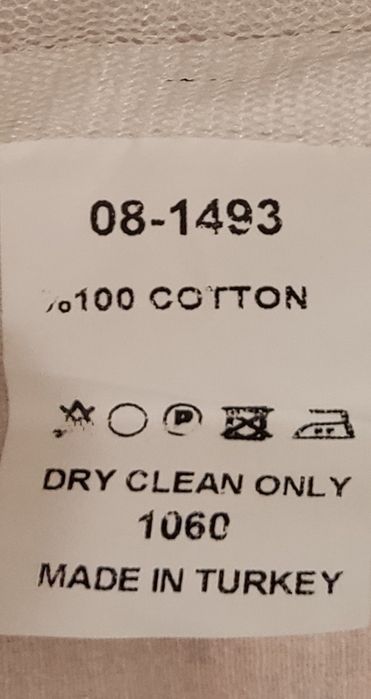 08-1493
%100 COTTON
P
DRY CLEAN ONLY
1060
MADE IN TURKEY